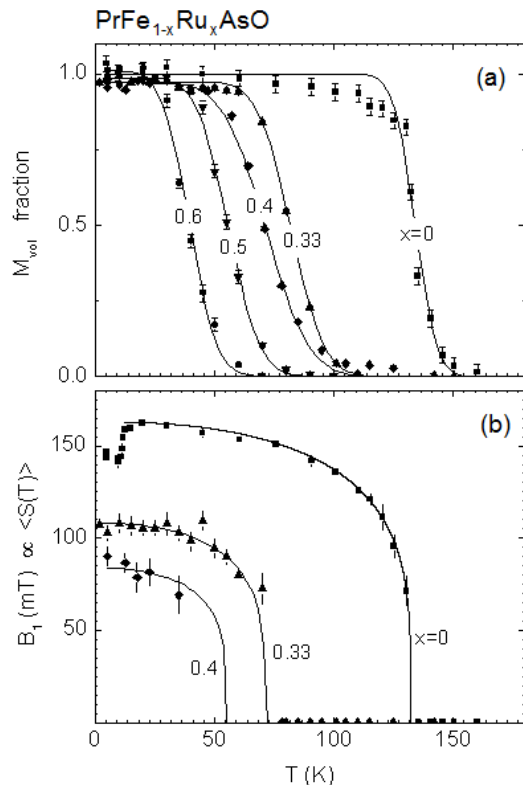 PrFe₁₋ₓRuₓAsO
(a)
1.0
0.5
0.0
M_vol fraction
0.6
0.5
0.4
0.33
x=0
(b)
150
100
50
B₁ (mT) ∝ <S(T)>
0.4
0.33
x=0
0 50 100 150
T (K)